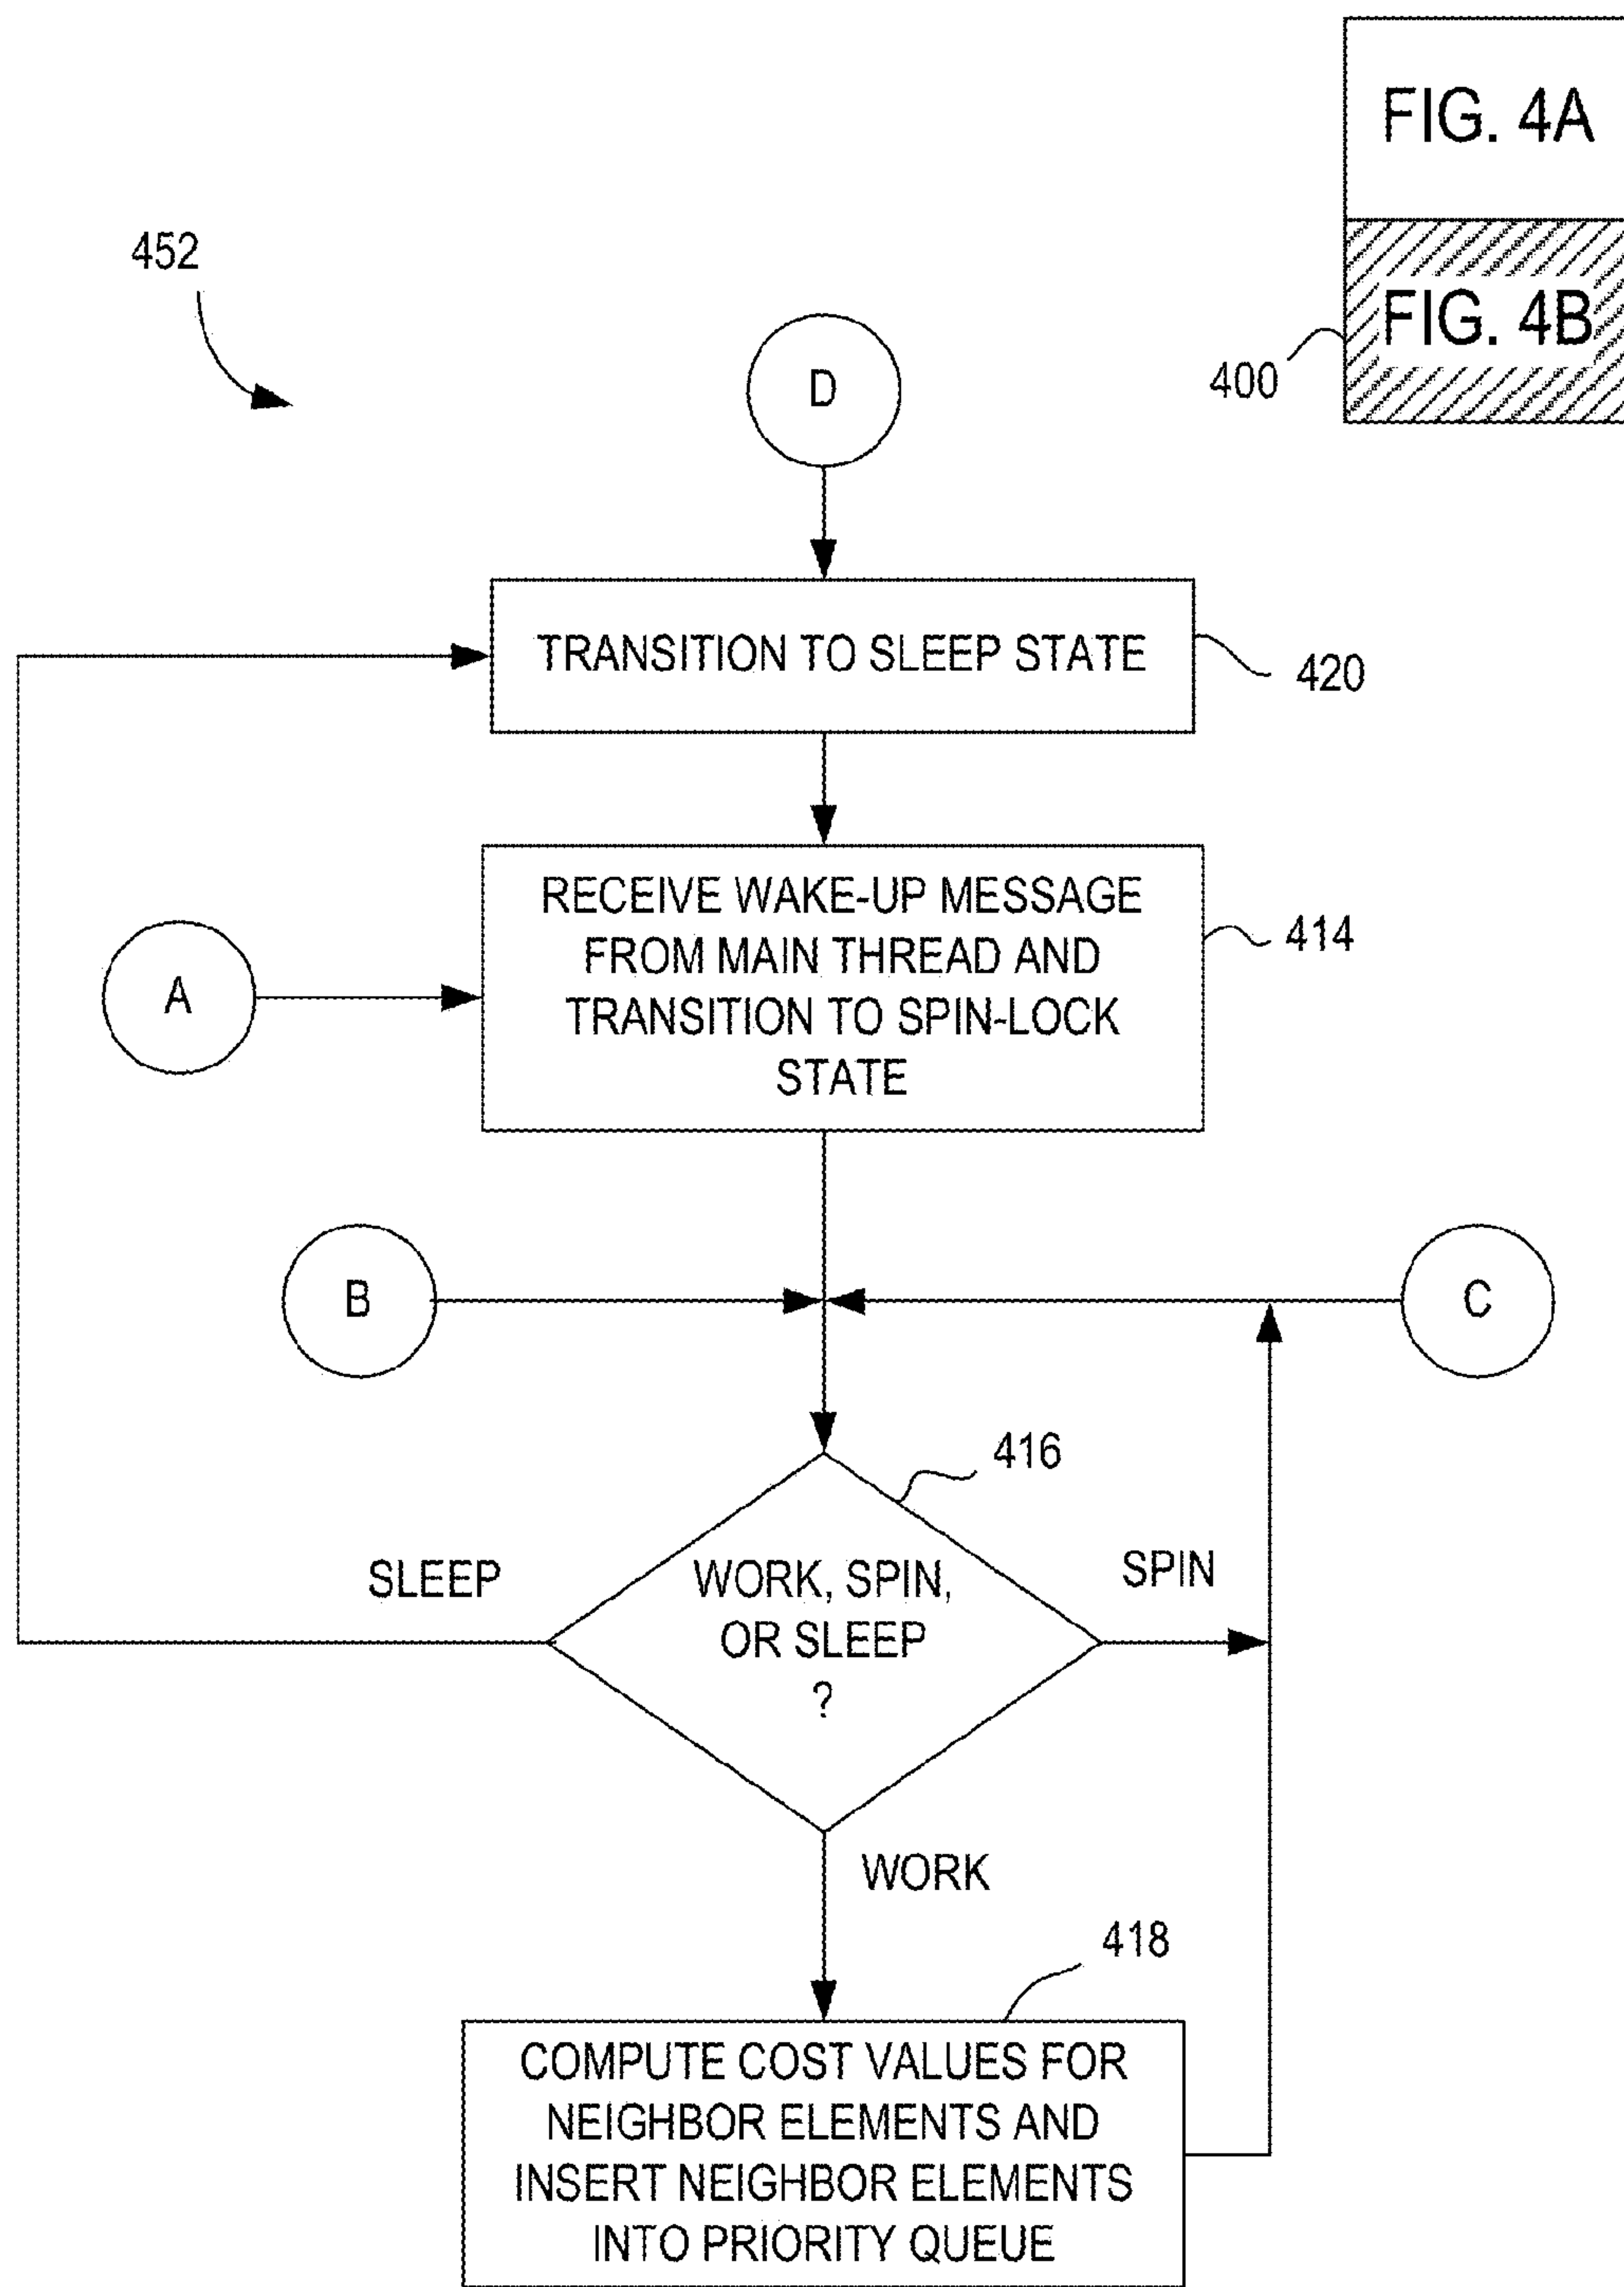 FIG. 4A
452
FIG. 4B
400
D
TRANSITION TO SLEEP STATE
420
RECEIVE WAKE-UP MESSAGE
FROM MAIN THREAD AND
TRANSITION TO SPIN-LOCK
STATE
414
A
B
C
416
SLEEP
WORK, SPIN,
OR SLEEP
?
SPIN
WORK
418
COMPUTE COST VALUES FOR
NEIGHBOR ELEMENTS AND
INSERT NEIGHBOR ELEMENTS
INTO PRIORITY QUEUE